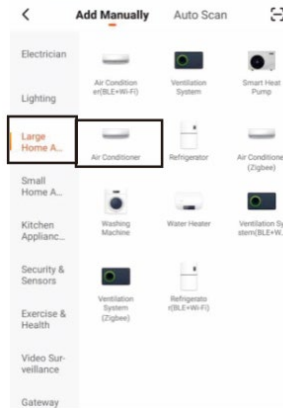 Add Manually
Auto Scan
Electrician
Lighting
Large
Home A...
Small
Home A...
Kitchen
Applianc...
Security &
Sensors
Exercise &
Health
Video Sur-
veillance
Gateway
Air Condition
er(BLE+Wi-Fi)
Ventilation
System
Smart Heat
Pump
Air Conditioner
Refrigerator
Air Conditione
(Zigbee)
Washing
Machine
Water Heater
Ventilation Sy
stem(BLE+W.
Ventilation
System
(Zigbee)
Refrigerato
r(BLE+Wi-Fi)